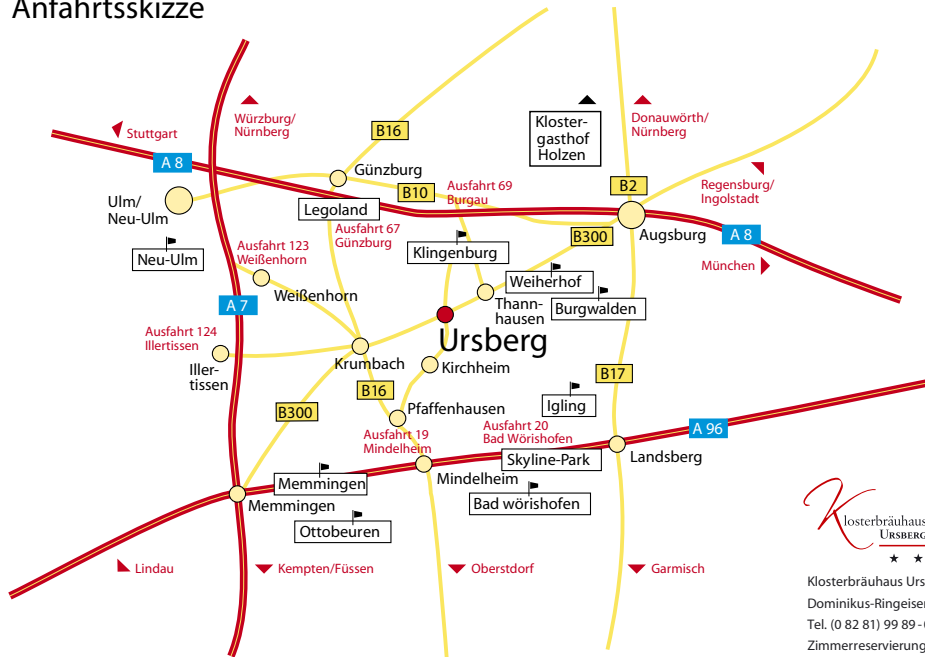 Anfahrtsskizze
Stuttgart
Würzburg/
Nürnberg
B16
Kloster-
gasthof
Holzen
Donauwörth/
Nürnberg
A 8
Günzburg
B10
Ausfahrt 69
Burgau
B2
Regensburg/
Ingolstadt
Ulm/
Neu-Ulm
Legoland
Ausfahrt 67
Günzburg
B300
Augsburg
A 8
Neu-Ulm
Ausfahrt 123
Weißenhorn
Klingenburg
München
Weißenhorn
Weiherhof
A 7
Thann-
hausen
Burgwalden
Ausfahrt 124
Illertissen
Ursberg
Iller-
tissen
Krumbach
Kirchheim
B16
B17
B300
Pfaffenhausen
Igling
Ausfahrt 19
Mindelheim
Ausfahrt 20
Bad Wörishofen
A 96
Skyline-Park
Landsberg
Memmingen
Mindelheim
Memmingen
Bad wörishofen
Ottobeuren
Lindau
Kempten/Füssen
Oberstdorf
Garmisch
Klosterbräuhaus
URSBERG
Klosterbräuhaus Urs
Dominikus-Ringeiser
Tel. (0 82 81) 99 89 -
Zimmerreservierung